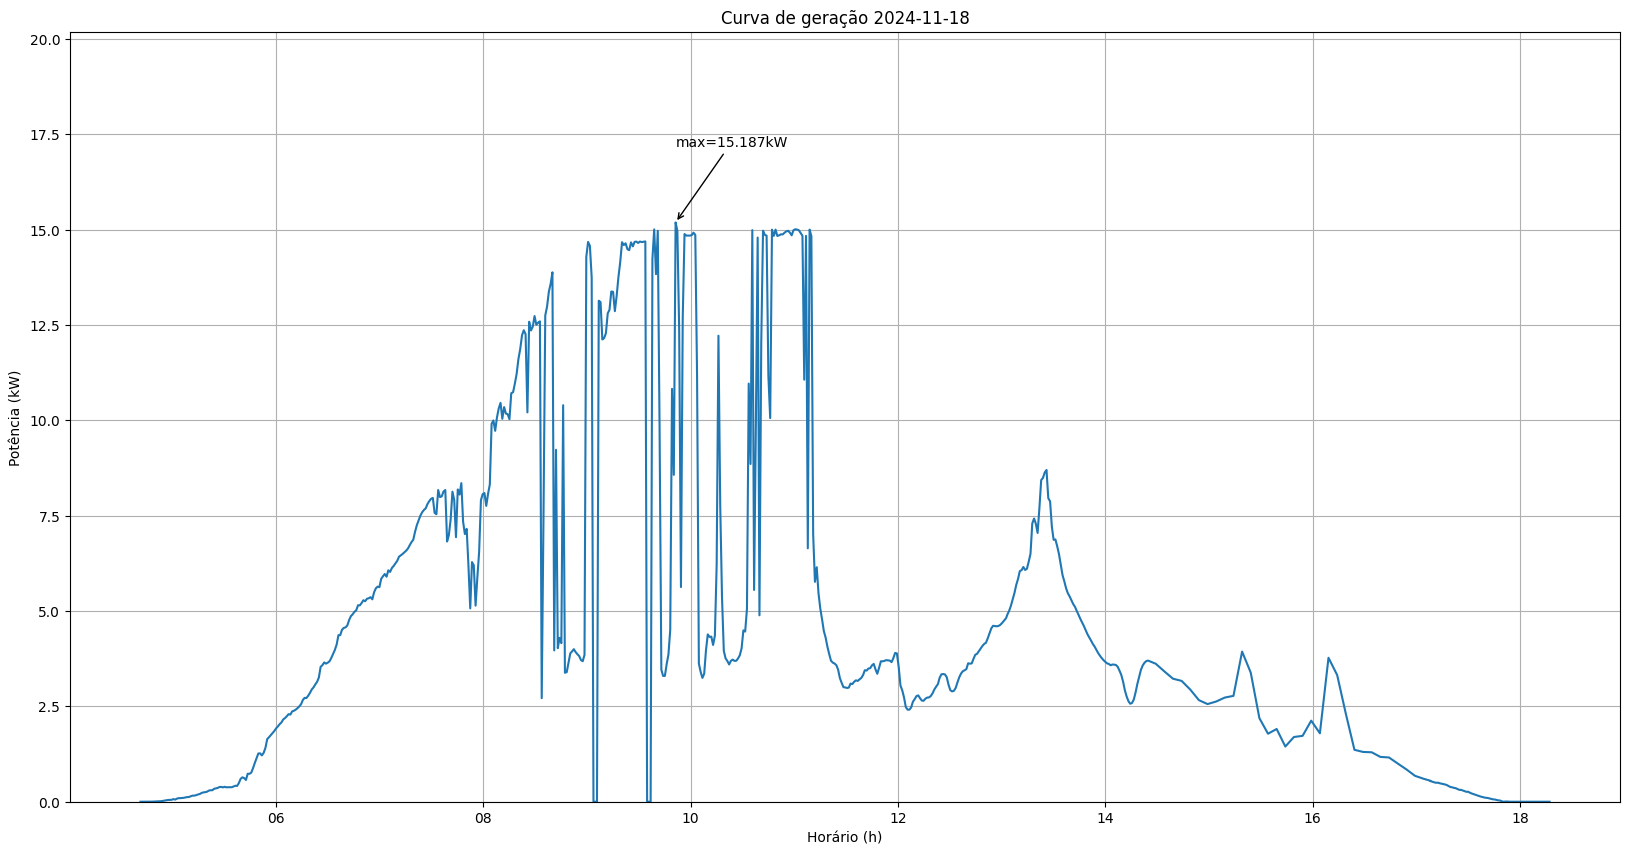 Curva de geração 2024-11-18
20.0
17.5
max=15.187kW
15.0
12.5
10.0
Potência (kW)
7.5
5.0
2.5
0.0
06 08 10 12 14 16 18
Horário (h)